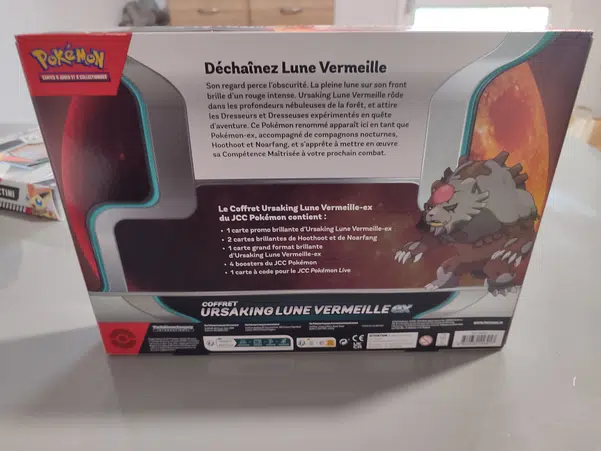 POKÉMON
CARTES À JOUER ET À COLLECTIONNER
Déchaînez Lune Vermeille
Son regard perce l'obscurité. La pleine lune sur son front
brille d'un rouge intense. Ursaking Lune Vermeille rôde
dans les profondeurs nébuleuses de la forêt, et attire
les Dresseurs et Dresseuses expérimentés en quête
d'aventure. Ce Pokémon renommé apparaît ici en tant que
Pokémon-ex, accompagné de compagnons nocturnes,
Hoothoot et Noarfang, et s'apprête à mettre en œuvre
sa Compétence Maîtrisée à votre prochain combat.
TINI
Le Coffret Ursaking Lune Vermeille-ex
du JCC Pokémon contient :
• 1 carte promo brillante d'Ursaking Lune Vermeille-ex
• 2 cartes brillantes de Hoothoot et de Noarfang
• 1 carte grand format brillante
d'Ursaking Lune Vermeille-ex
• 4 boosters du JCC Pokémon
• 1 carte à code pour le JCC Pokémon Live
COFFRET
URSAKING LUNE VERMEILLE ex